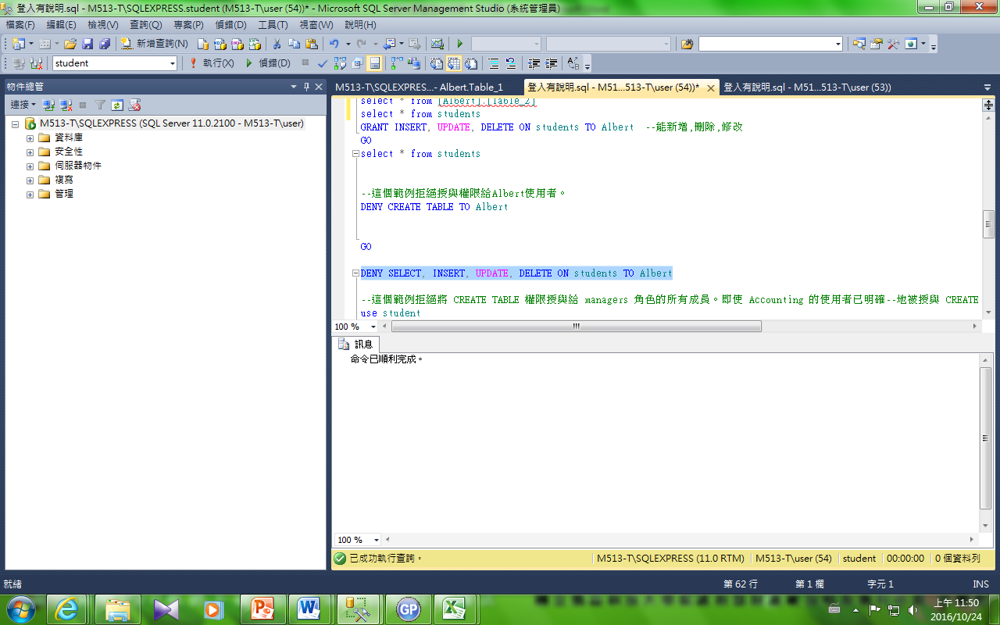 登入有說明.sql - M513-T\SQLEXPRESS.student (M513-T\user (54))* - Microsoft SQL Server Management Studio (系統管理員)
檔案(F) 編輯(E) 檢視(V) 查詢(Q) 專案(P) 偵錯(D) 工具(T) 視窗(W) 說明(H)
新增查詢(N)
student 執行(X) 偵錯(D)
物件總管
連接
M513-T\SQLEXPRESS (SQL Server 11.0.2100 - M513-T\user)
資料庫
安全性
伺服器物件
複寫
管理
M513-T\SQLEXPRES...- Albert.Table_1 登入有說明.sql - M51...513-T\user (54))* 登入有說明.sql - M51...513-T\user (53))
select * from [Albert].[Table_2]
select * from students
GRANT INSERT, UPDATE, DELETE ON students TO Albert --能新增,刪除,修改
GO
select * from students
--這個範例拒絕授與權限給Albert使用者。
DENY CREATE TABLE TO Albert
GO
DENY SELECT, INSERT, UPDATE, DELETE ON students TO Albert
--這個範例拒絕將 CREATE TABLE 權限授與給 managers 角色的所有成員。即使 Accounting 的使用者已明確--地被授與 CREATE
use student
100 %
訊息
命令已順利完成。
100 %
已成功執行查詢。 M513-T\SQLEXPRESS (11.0 RTM) M513-T\user (54) student 00:00:00 0 個資料列
就緒 第 62 行 第 1 欄 字元 1 INS
GP
上午 11:50
2016/10/24